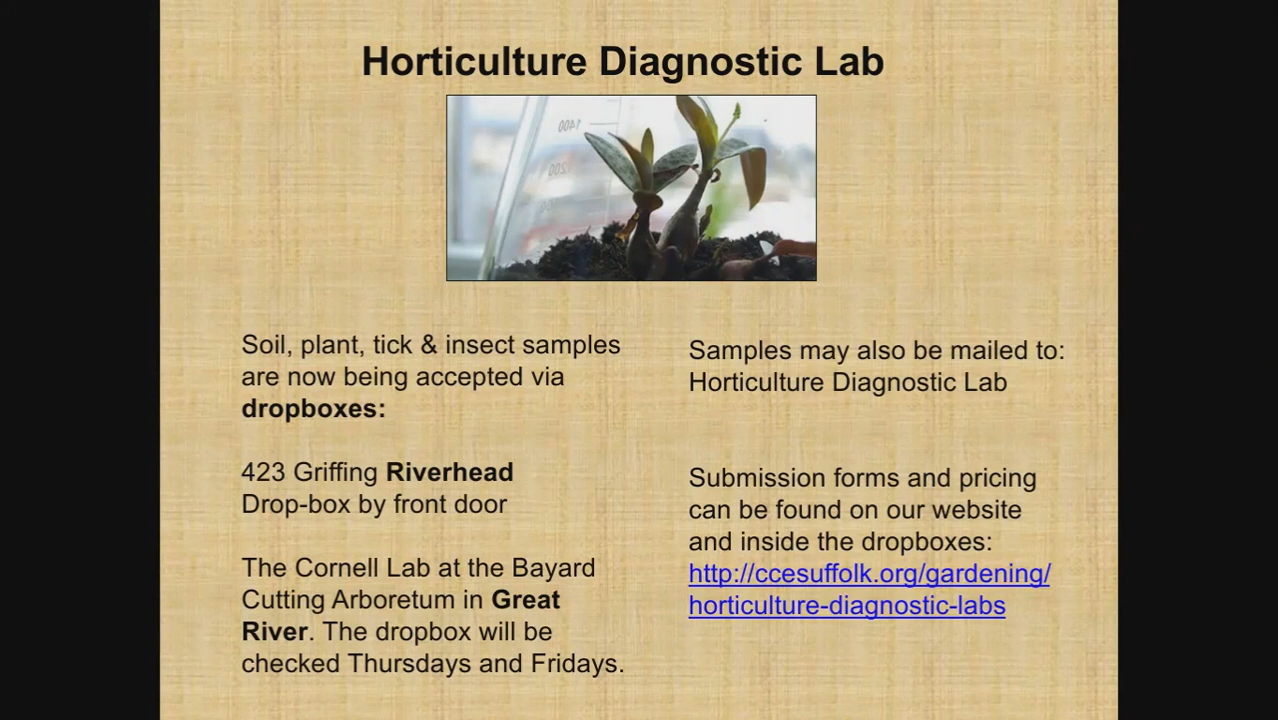 Horticulture Diagnostic Lab
1400
Soil, plant, tick & insect samples
are now being accepted via
dropboxes:
423 Griffing Riverhead
Drop-box by front door
The Cornell Lab at the Bayard
Cutting Arboretum in Great
River. The dropbox will be
checked Thursdays and Fridays.
Samples may also be mailed to:
Horticulture Diagnostic Lab
Submission forms and pricing
can be found on our website
and inside the dropboxes:
http://ccesuffolk.org/gardening/
horticulture-diagnostic-labs